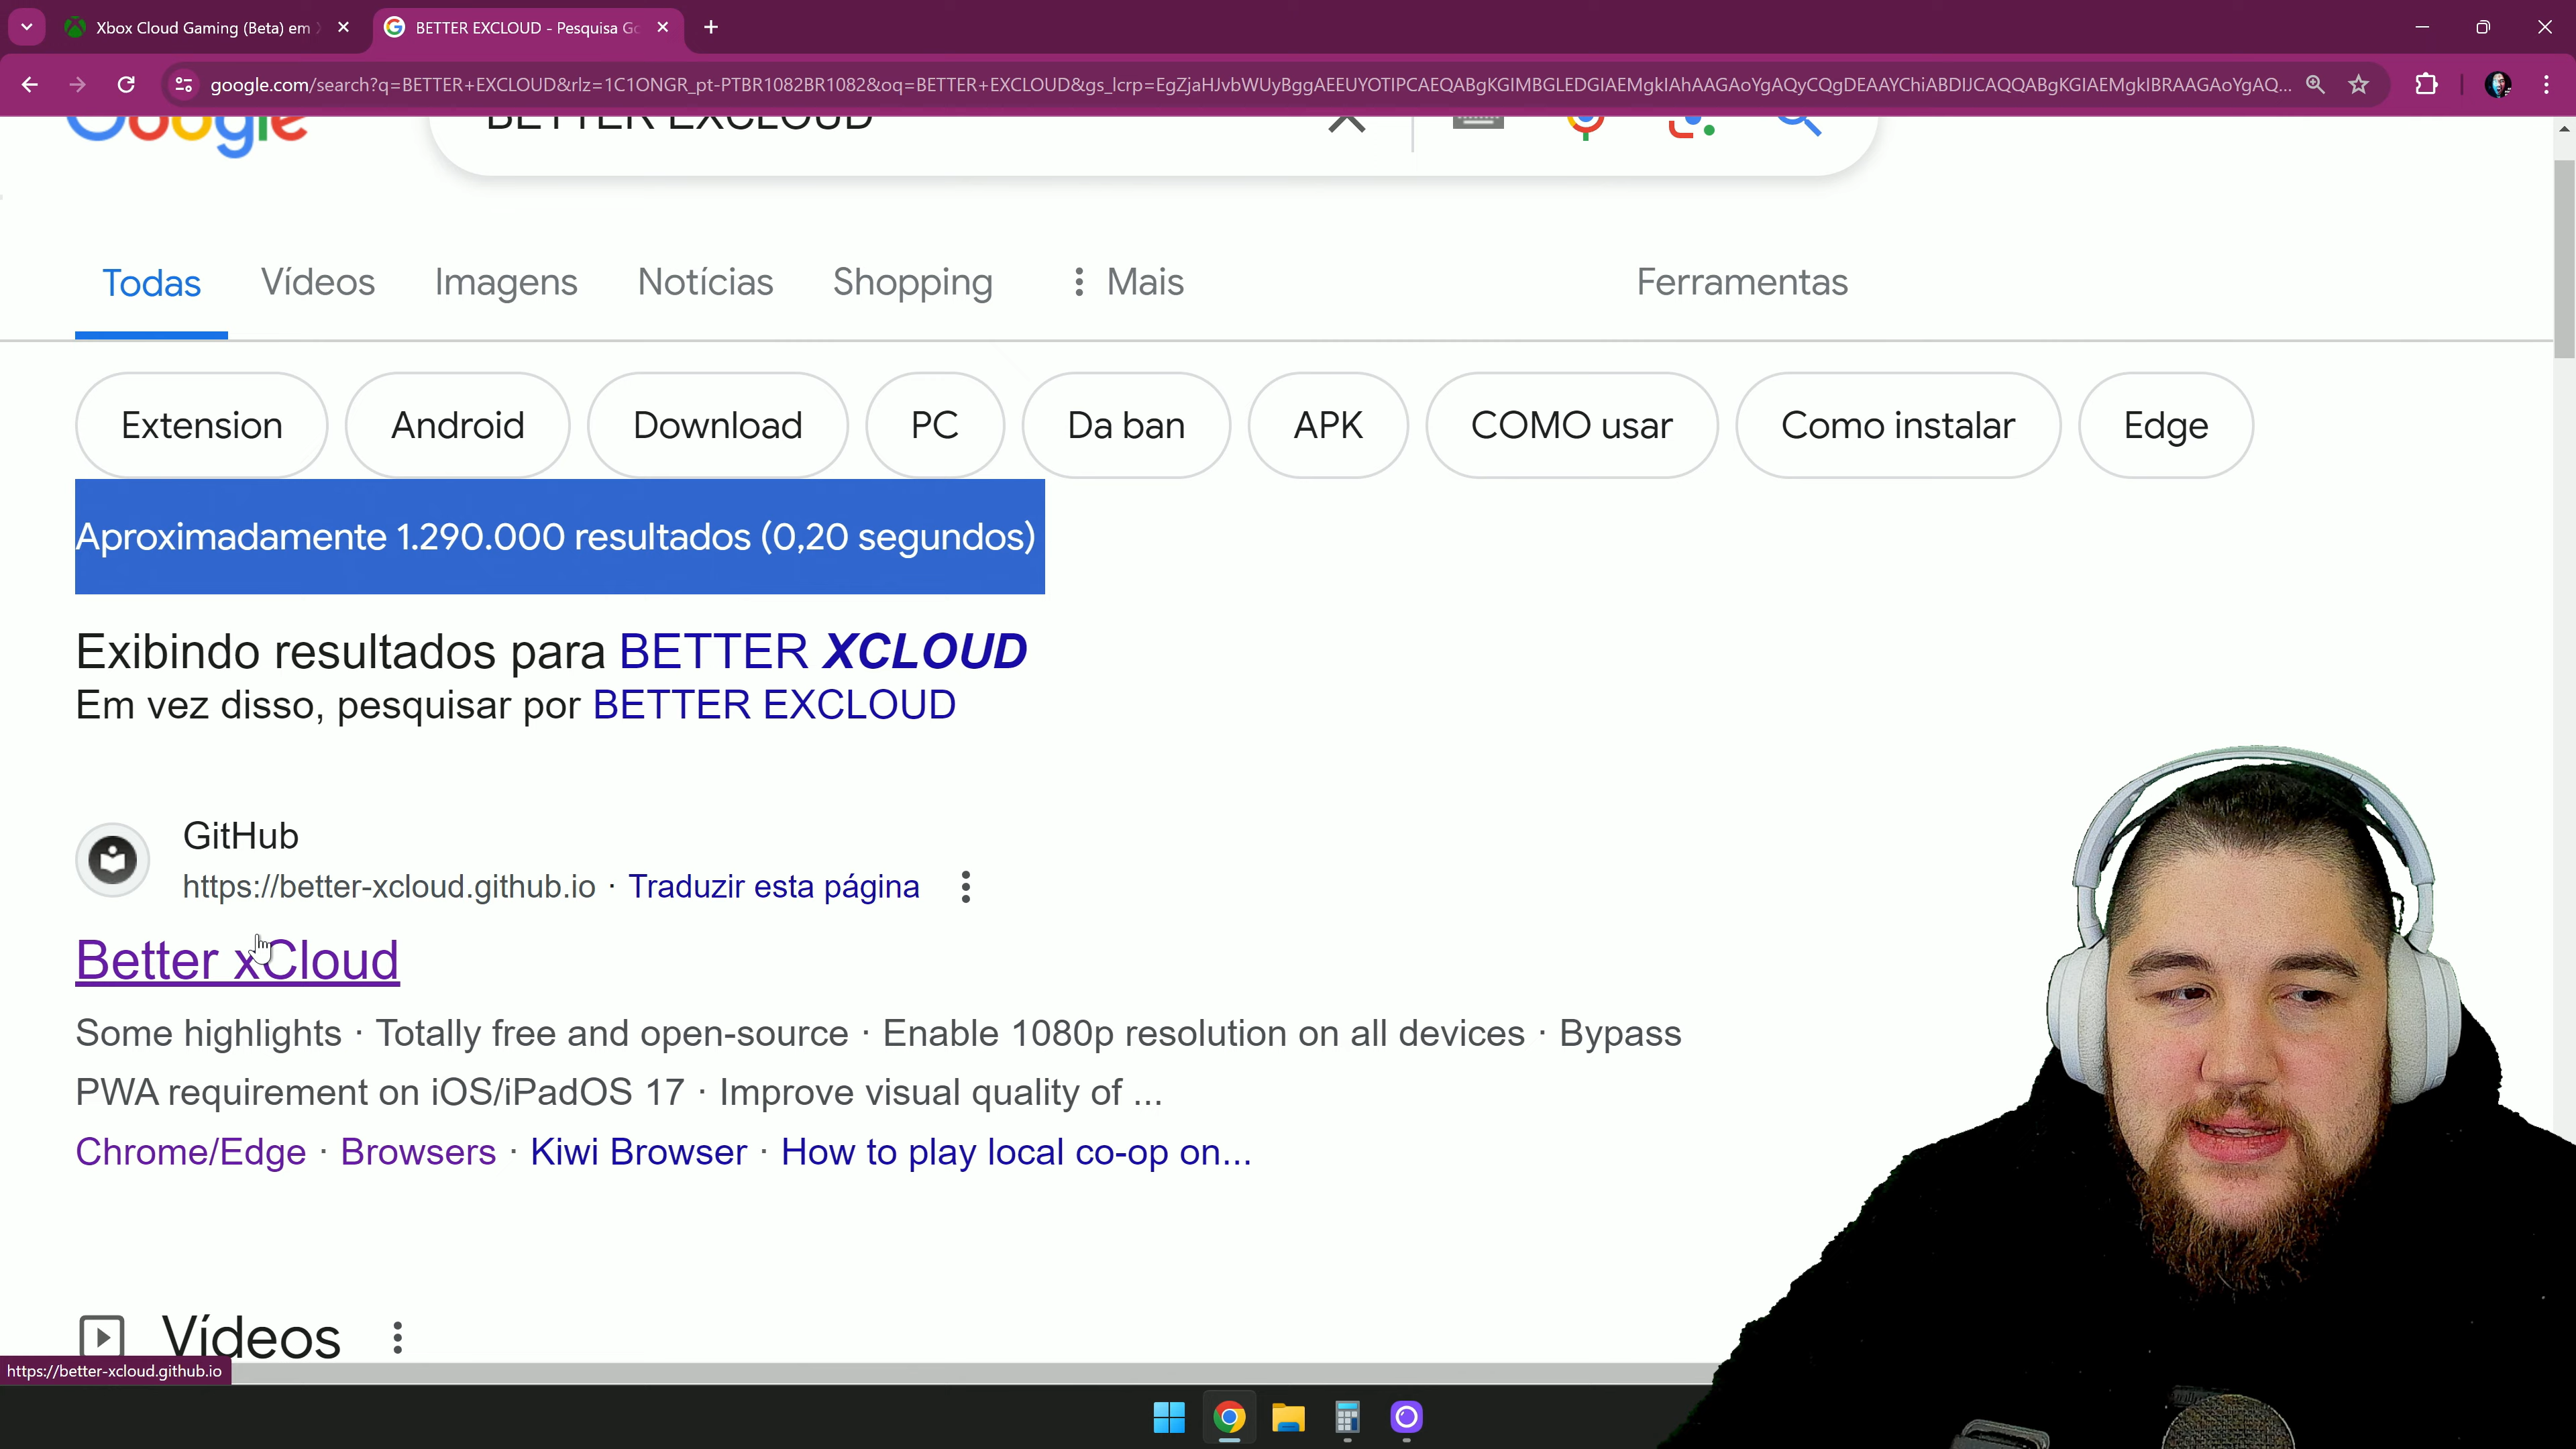 Xbox Cloud Gaming (Beta) em
BETTER EXCLOUD - Pesquisa Go
google.com/search?q=BETTER+EXCLOUD&rlz=1C1ONGR_pt-PTBR1082BR1082&oq=BETTER+EXCLOUD&gs_lcrp=EgZjaHJvbWUyBggAEEUYOTIPCAEQABgKGIMBGLEDGIAEMgkIAhAAGAoYgAQyCQgDEAAYChiABDIJCAQQABgKGIAEMgkIBRAAGAoYgAQ...
Google
BETTER EXCLOUD
Todas Vídeos Imagens Notícias Shopping Mais Ferramentas
Extension Android Download PC Da ban APK COMO usar Como instalar Edge
Aproximadamente 1.290.000 resultados (0,20 segundos)
Exibindo resultados para BETTER XCLOUD
Em vez disso, pesquisar por BETTER EXCLOUD
GitHub
https://better-xcloud.github.io · Traduzir esta página
Better xCloud
Some highlights · Totally free and open-source · Enable 1080p resolution on all devices · Bypass
PWA requirement on iOS/iPadOS 17 · Improve visual quality of ...
Chrome/Edge · Browsers · Kiwi Browser · How to play local co-op on...
Vídeos
https://better-xcloud.github.io